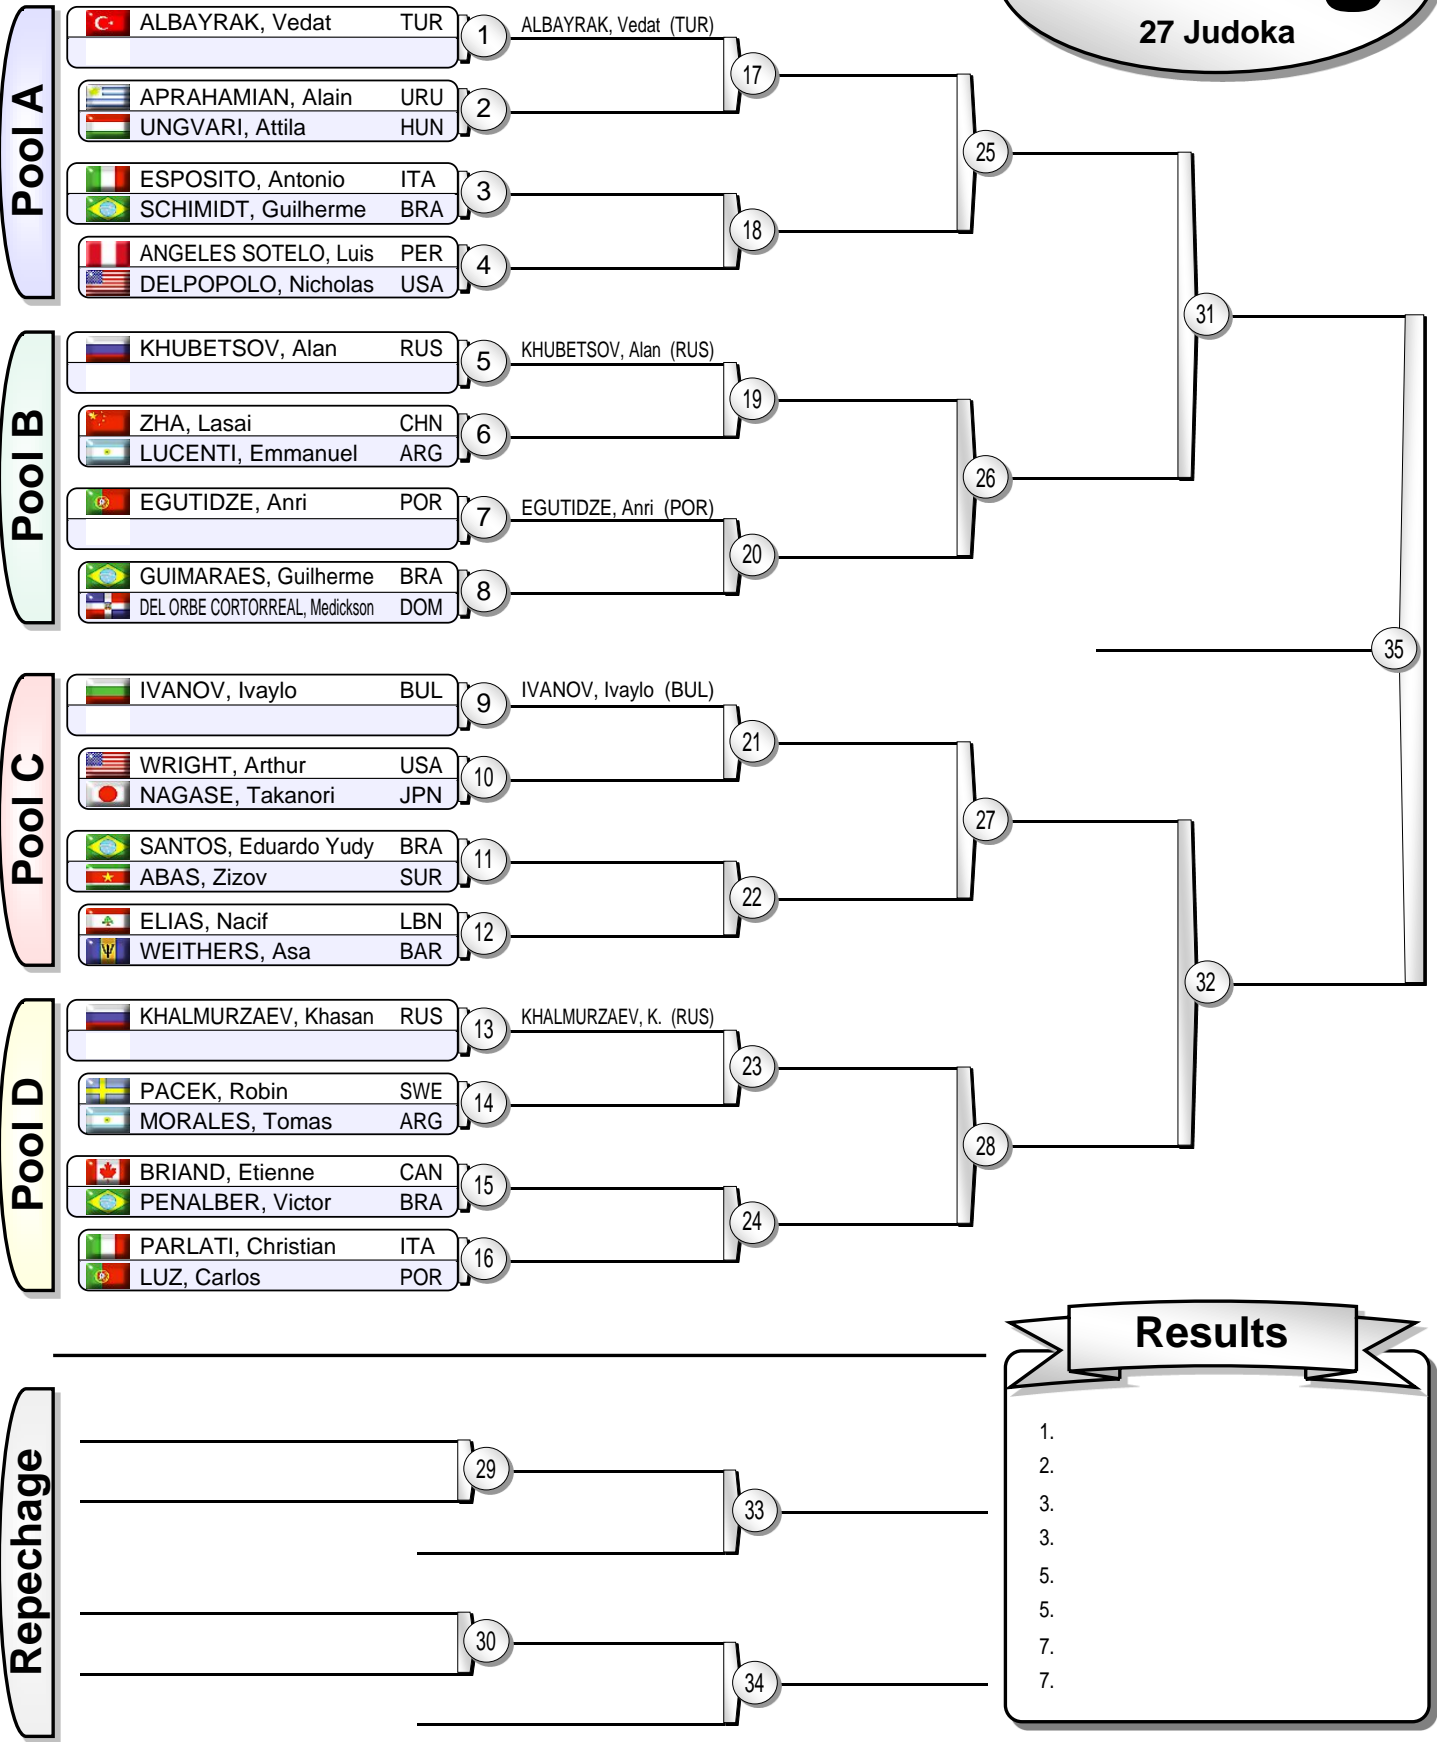 27 Judoka
Pool A
ALBAYRAK, Vedat TUR
1
ALBAYRAK, Vedat (TUR)
17
APRAHAMIAN, Alain URU
UNGVARI, Attila HUN
2
25
ESPOSITO, Antonio ITA
SCHIMIDT, Guilherme BRA
3
18
ANGELES SOTELO, Luis PER
DELPOPOLO, Nicholas USA
4
31
Pool B
KHUBETSOV, Alan RUS
5
KHUBETSOV, Alan (RUS)
19
ZHA, Lasai CHN
LUCENTI, Emmanuel ARG
6
26
EGUTIDZE, Anri POR
7
EGUTIDZE, Anri (POR)
20
GUIMARAES, Guilherme BRA
DEL ORBE CORTORREAL, Medickson DOM
8
35
Pool C
IVANOV, Ivaylo BUL
9
IVANOV, Ivaylo (BUL)
21
WRIGHT, Arthur USA
NAGASE, Takanori JPN
10
27
SANTOS, Eduardo Yudy BRA
ABAS, Zizov SUR
11
22
ELIAS, Nacif LBN
WEITHERS, Asa BAR
12
32
Pool D
KHALMURZAEV, Khasan RUS
13
KHALMURZAEV, K. (RUS)
23
PACEK, Robin SWE
MORALES, Tomas ARG
14
28
BRIAND, Etienne CAN
PENALBER, Victor BRA
15
24
PARLATI, Christian ITA
LUZ, Carlos POR
16
Repechage
29
33
30
34
Results
1.
2.
3.
3.
5.
5.
7.
7.